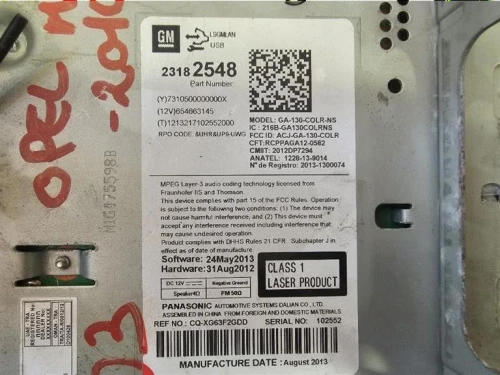 GM
L9GMLAN
USB
2318 2548
Part Number
(Y)7310500000000X
(12V)654663145
(T)1213217102552000
RPO CODE: &UHR&UP9-UWG
MODEL: GA-130-COLR-NS
IC : 216B-GA130COLRNS
FCC ID: ACJ-GA-130-COLR
CFT:RCPPAGA12-0582
CMIIT: 2012DP7294
ANATEL: 1228-13-9014
Nº de Registro: 2013-1300074
MPEG Layer-3 audio coding technology licensed from
Fraunhofer IIS and Thomson.
This device complies with part 15 of the FCC Rules. Operation
is subject to the following two conditions: (1) The device may
not cause harmful interference, and (2) This device must
accept any interference received including interference that
may cause undesired operation.
Product complies with DHHS Rules 21 CFR. Subchapter J in
effect as of date of manufacture.
Software: 24May2013
Hardware: 31Aug2012
CLASS 1
LASER PRODUCT
DC 12V
Negative Ground
Speaker4Ω
FM 50Ω
PANASONIC AUTOMOTIVE SYSTEMS DALIAN CO., LTD.
ASSEMBLED IN CHINA FROM FOREIGN AND DOMESTIC COMPONENTS
REF NO.: CQ-XG63F2GDD SERIAL NO: 102552
MANUFACTURE DATE: August 2013
OPEL
-2010